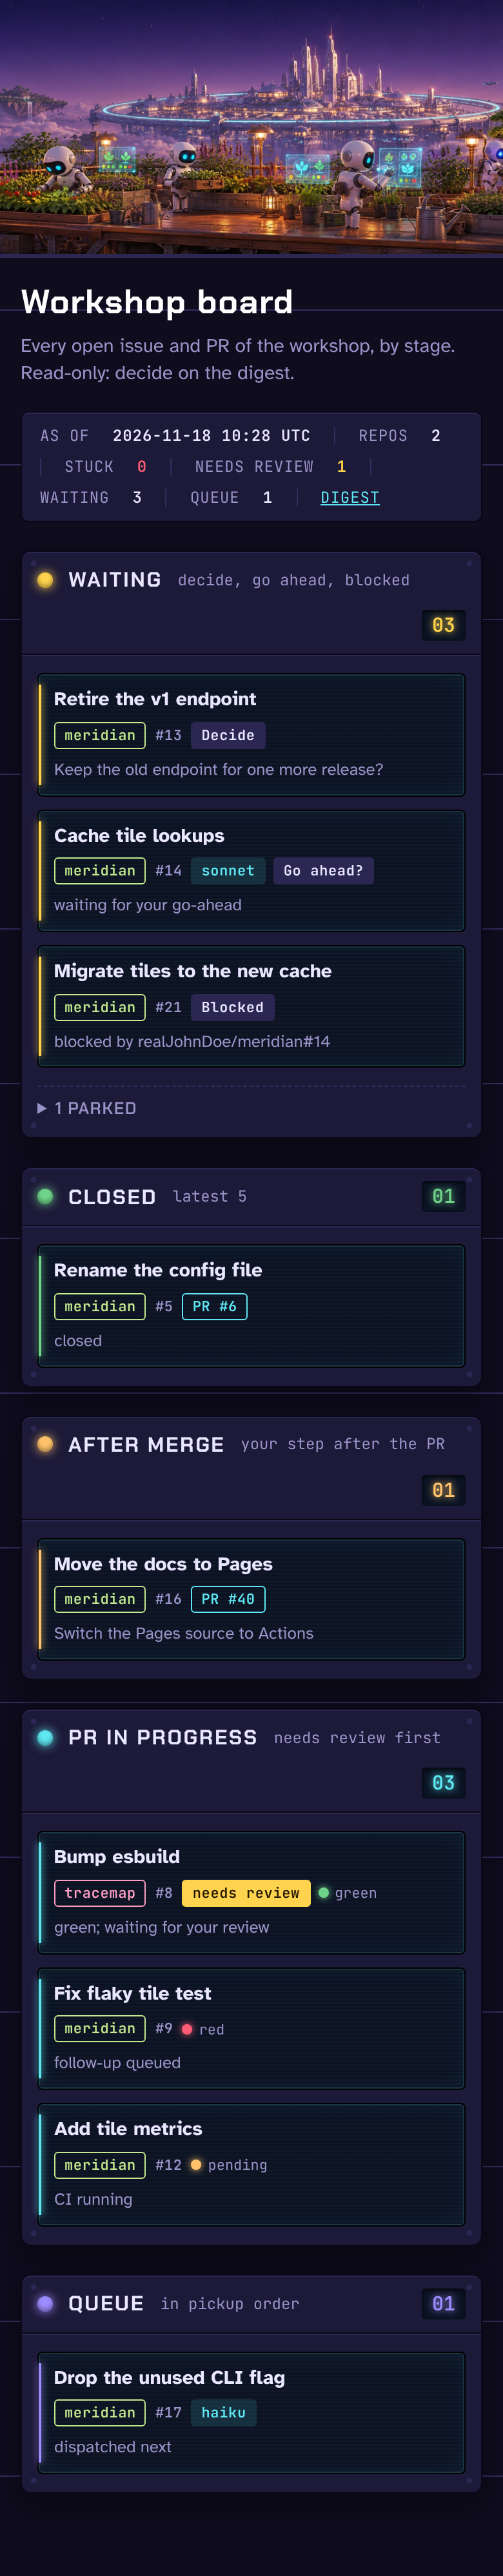 Workshop board
Every open issue and PR of the workshop, by stage.
Read-only: decide on the digest.
AS OF 2026-11-18 10:28 UTC REPOS 2
STUCK 0 NEEDS REVIEW 1
WAITING 3 QUEUE 1 DIGEST
WAITING decide, go ahead, blocked
03
Retire the v1 endpoint
meridian #13 Decide
Keep the old endpoint for one more release?
Cache tile lookups
meridian #14 sonnet Go ahead?
waiting for your go-ahead
Migrate tiles to the new cache
meridian #21 Blocked
blocked by realJohnDoe/meridian#14
1 PARKED
CLOSED latest 5 01
Rename the config file
meridian #5 PR #6
closed
AFTER MERGE your step after the PR
01
Move the docs to Pages
meridian #16 PR #40
Switch the Pages source to Actions
PR IN PROGRESS needs review first
03
Bump esbuild
tracemap #8 needs review green
green; waiting for your review
Fix flaky tile test
meridian #9 red
follow-up queued
Add tile metrics
meridian #12 pending
CI running
QUEUE in pickup order 01
Drop the unused CLI flag
meridian #17 haiku
dispatched next